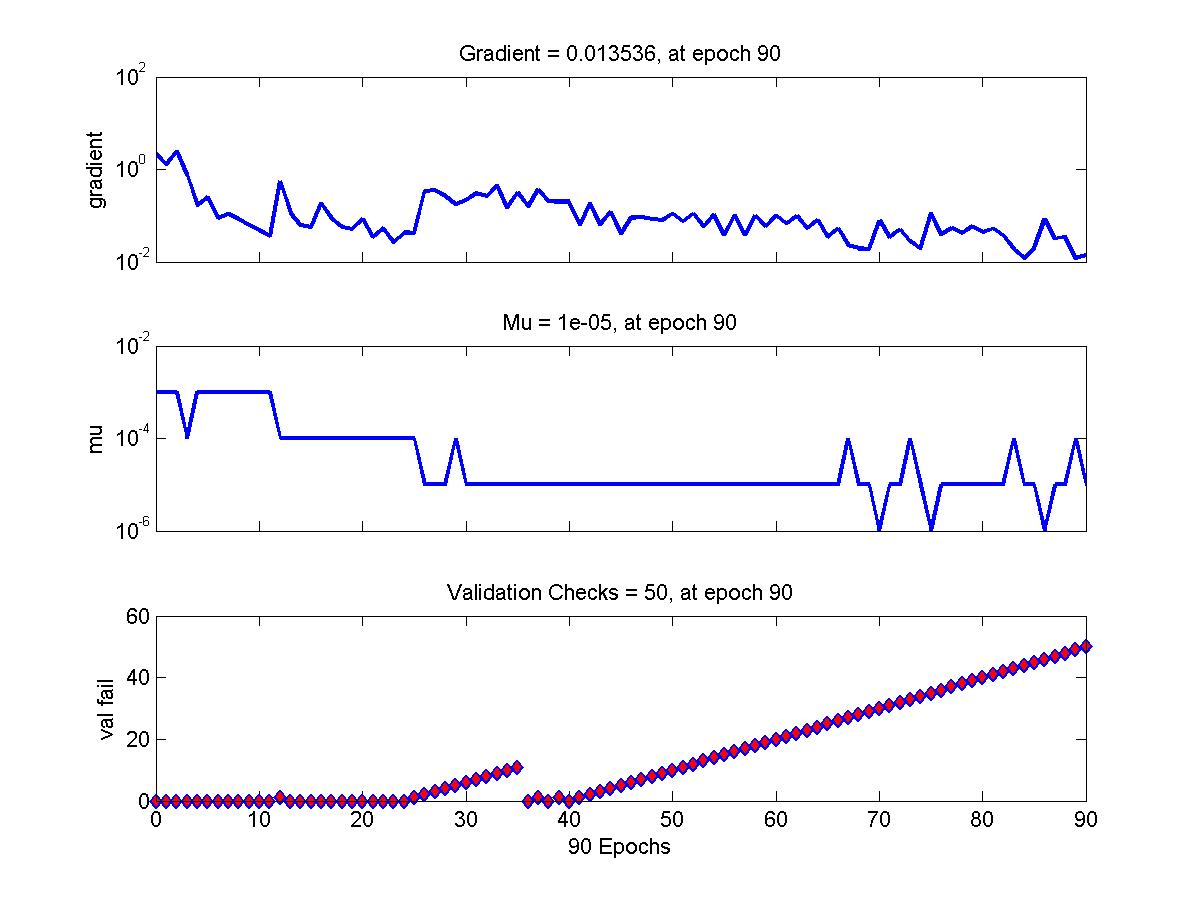 Gradient = 0.013536, at epoch 90
10^2
10^0
10^-2
gradient
Mu = 1e-05, at epoch 90
10^-2
10^-4
10^-6
mu
Validation Checks = 50, at epoch 90
60
40
20
0
val fail
0 10 20 30 40 50 60 70 80 90
90 Epochs